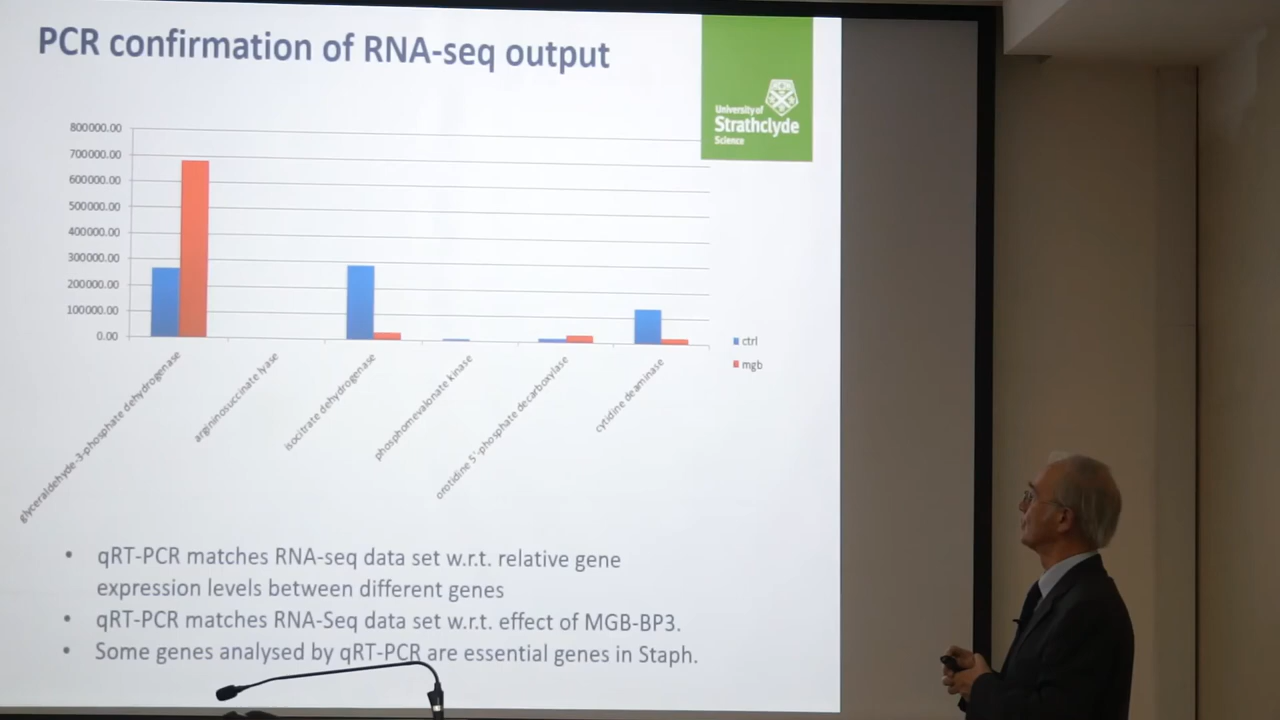 PCR confirmation of RNA-seq output
University of
Strathclyde
Science
800000.00
700000.00
600000.00
500000.00
400000.00
300000.00
200000.00
100000.00
0.00
glyceraldehyde-3-phosphate dehydrogenase
argininosuccinate lyase
isocitrate dehydrogenase
phosphomevalonate kinase
orotidine 5'-phosphate decarboxylase
cytidine deaminase
ctrl
mgb
• qRT-PCR matches RNA-seq data set w.r.t. relative gene
expression levels between different genes
• qRT-PCR matches RNA-Seq data set w.r.t. effect of MGB-BP3.
• Some genes analysed by qRT-PCR are essential genes in Staph.